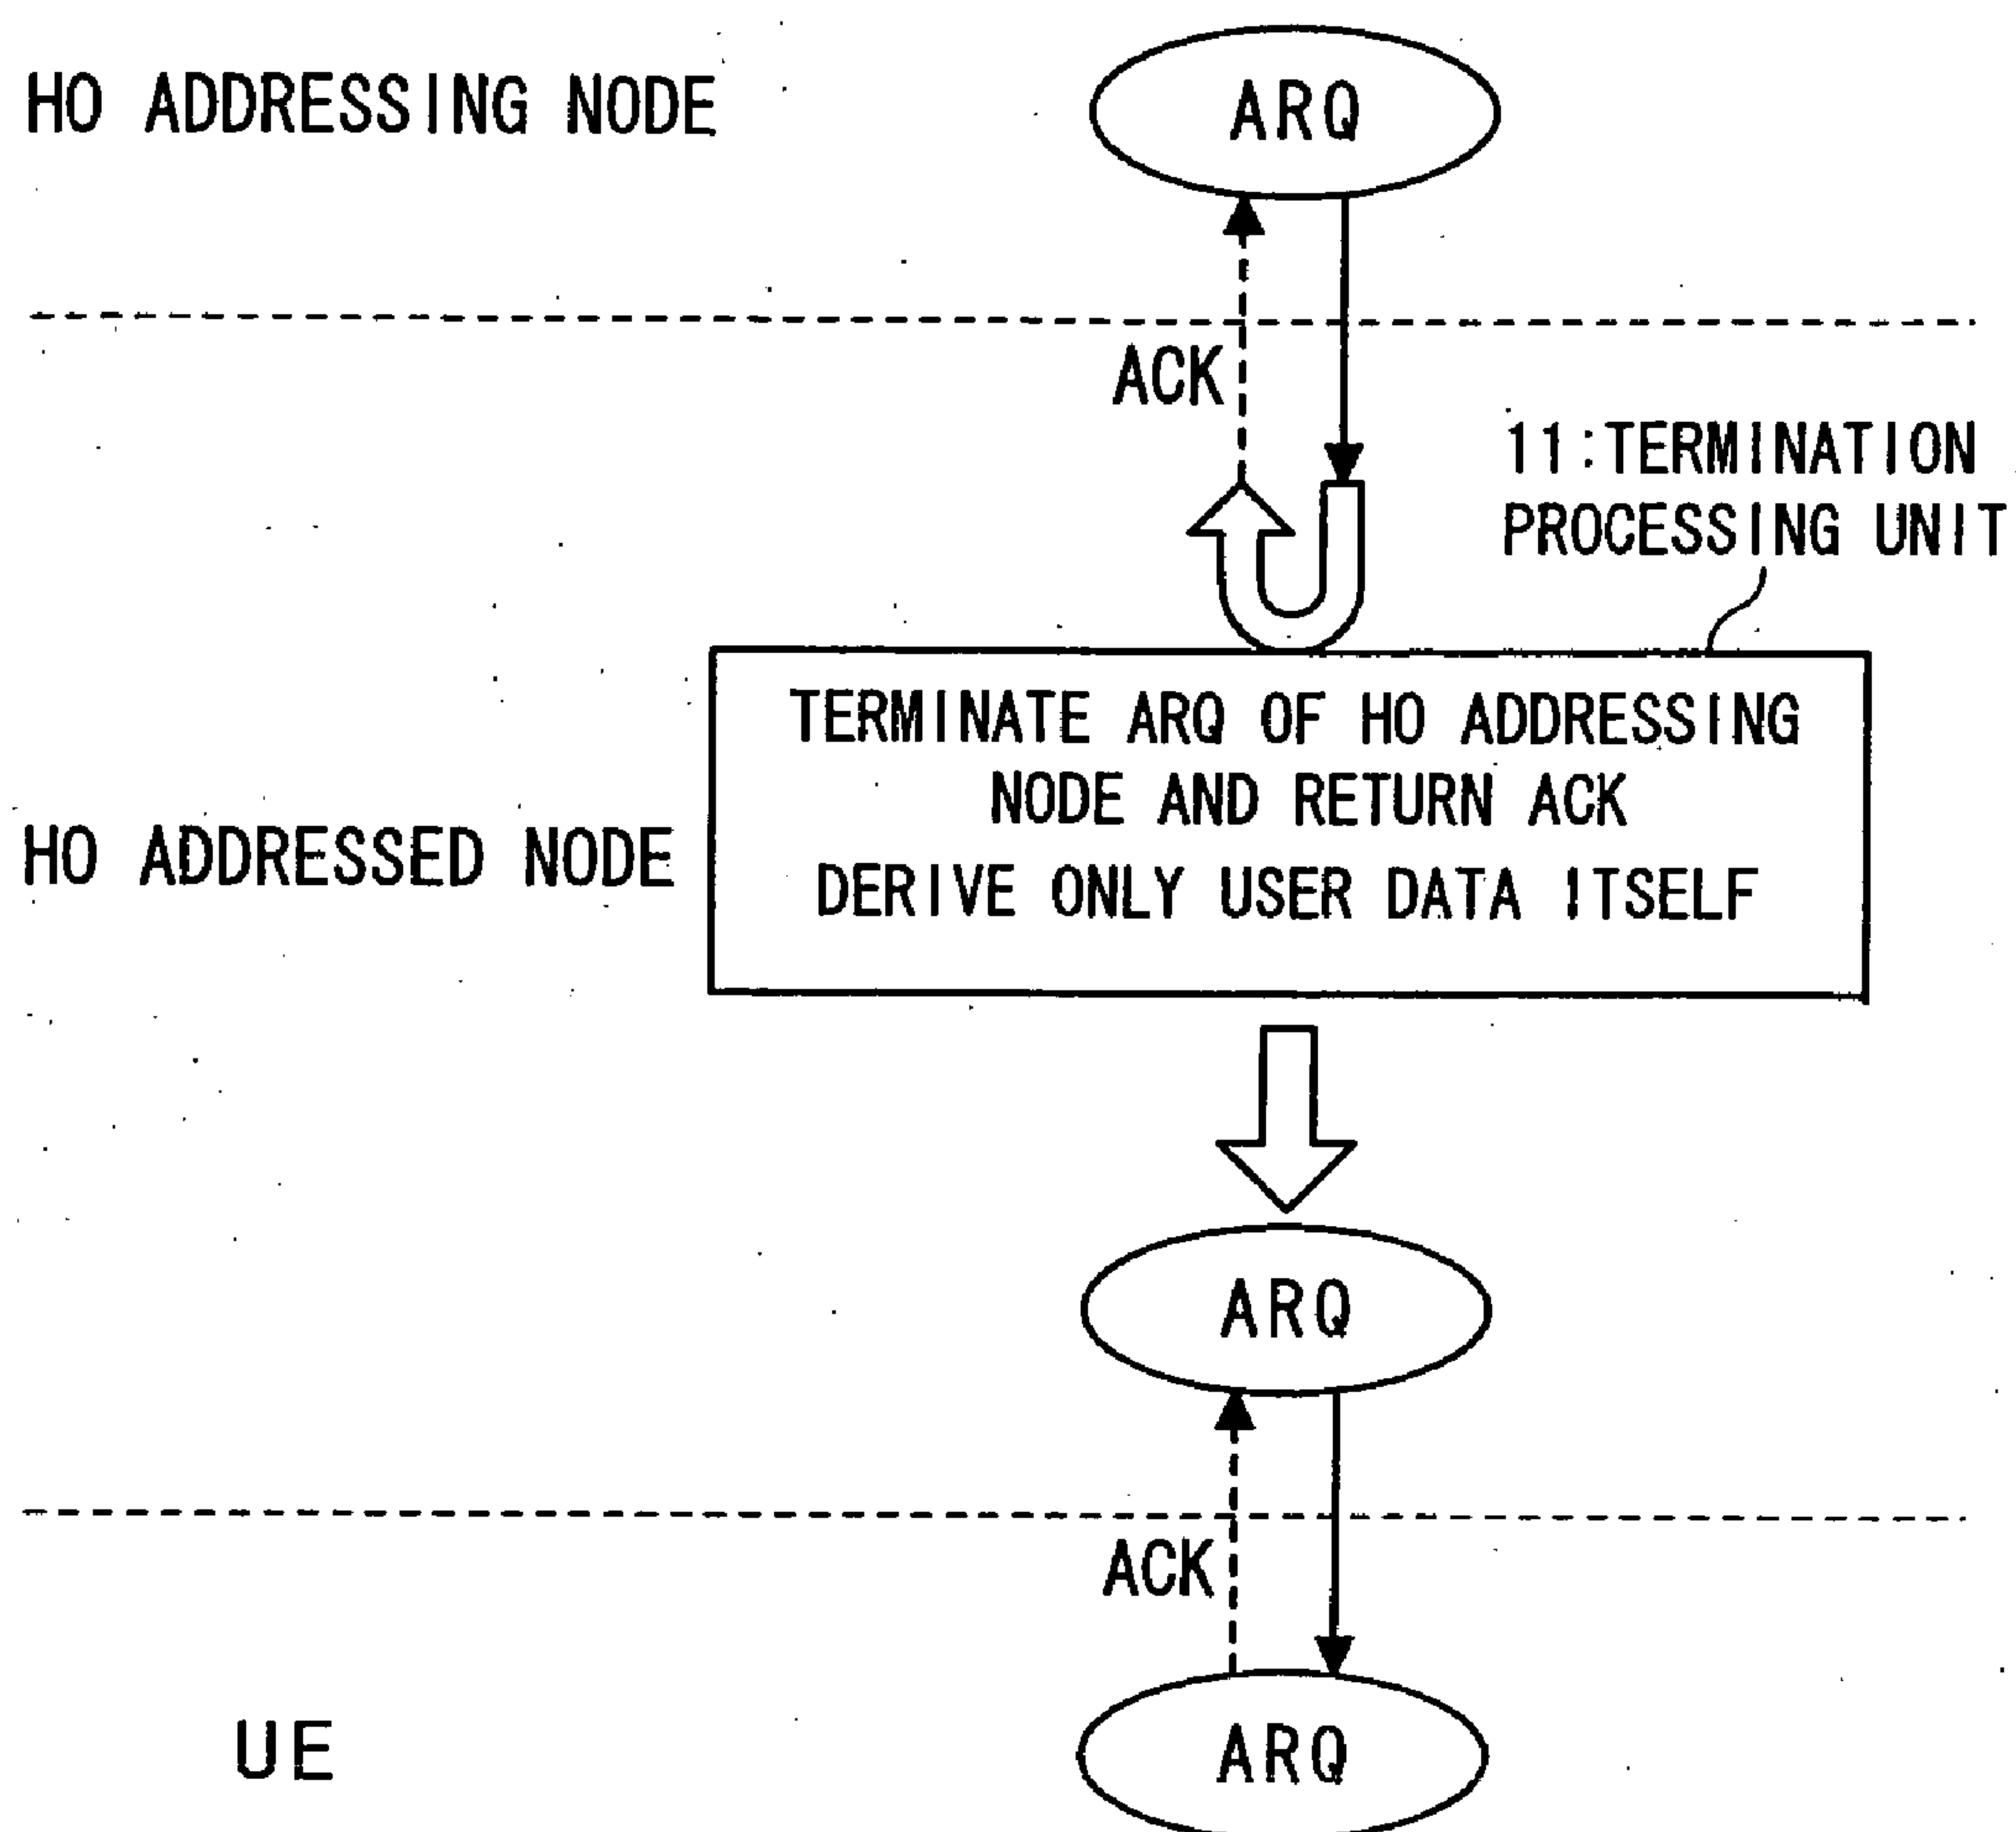 HO ADDRESSING NODE
ARQ
ACK
11:TERMINATION
PROCESSING UNIT
TERMINATE ARQ OF HO ADDRESSING
NODE AND RETURN ACK
HO ADDRESSED NODE
DERIVE ONLY USER DATA ITSELF
ARQ
ACK
UE
ARQ